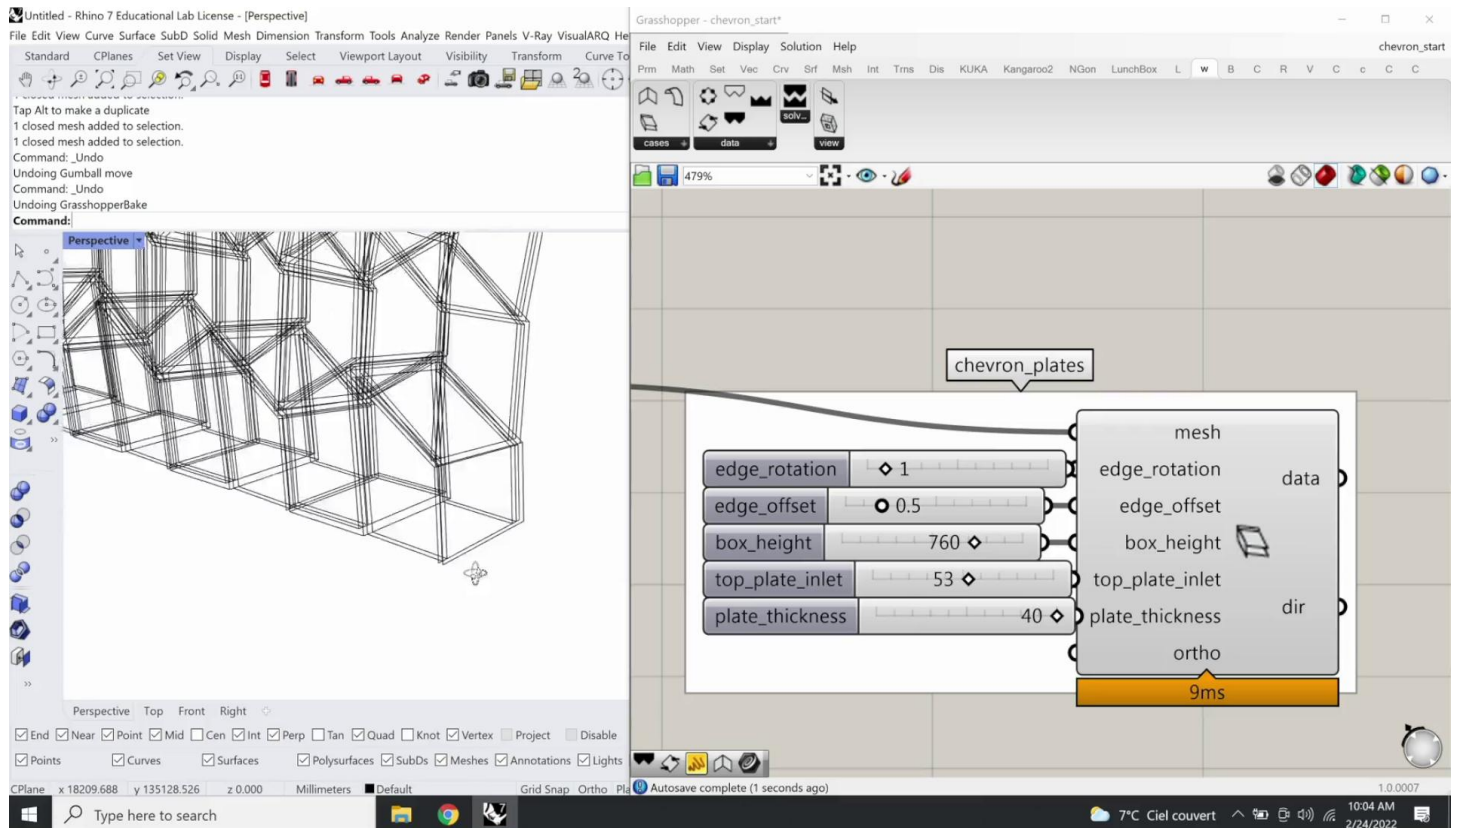 Untitled - Rhino 7 Educational Lab License - [Perspective]
File Edit View Curve Surface SubD Solid Mesh Dimension Transform Tools Analyze Render Panels V-Ray VisualARQ He
Standard CPlanes Set View Display Select Viewport Layout Visibility Transform Curve To
Tap Alt to make a duplicate
1 closed mesh added to selection.
1 closed mesh added to selection.
Command: _Undo
Undoing Gumball move
Command: _Undo
Undoing GrasshopperBake
Command:
Perspective
Perspective Top Front Right
End Near Point Mid Cen Int Perp Tan Quad Knot Vertex Project Disable
Points Curves Surfaces Polysurfaces SubDs Meshes Annotations Lights
CPlane x 18209.688 y 135128.526 z 0.000 Millimeters Default Grid Snap Ortho Pla
Grasshopper - chevron_start*
File Edit View Display Solution Help chevron_start
Prm Math Set Vec Crv Srf Msh Int Trns Dis KUKA Kangaroo2 NGon LunchBox L w B C R V C c C C
solv...
cases data view
479%
chevron_plates
mesh
edge_rotation 1 edge_rotation
data
edge_offset 0.5 edge_offset
box_height 760 box_height
top_plate_inlet 53 top_plate_inlet
dir
plate_thickness 40 plate_thickness
ortho
9ms
Autosave complete (1 seconds ago) 1.0.0007
Type here to search
7°C Ciel couvert
10:04 AM
2/24/2022